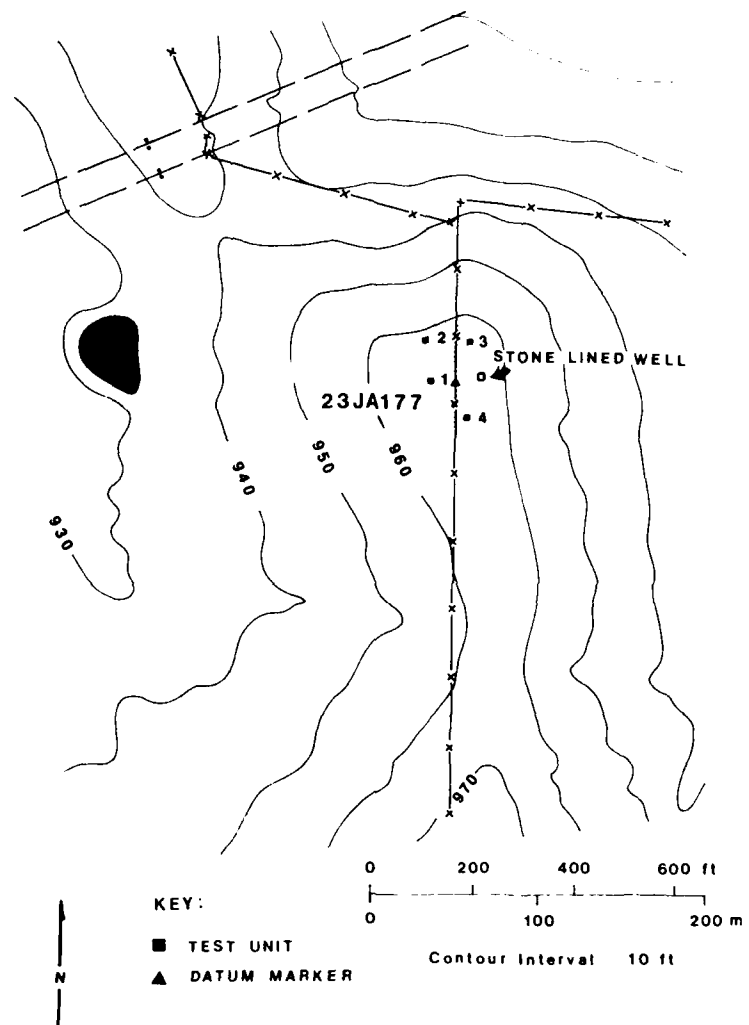 2
3
STONE LINED WELL
1
23JA177
4
960
950
940
930
970
0 200 400 600 ft
0 100 200 m
Contour Interval 10 ft
KEY:
TEST UNIT
DATUM MARKER
N